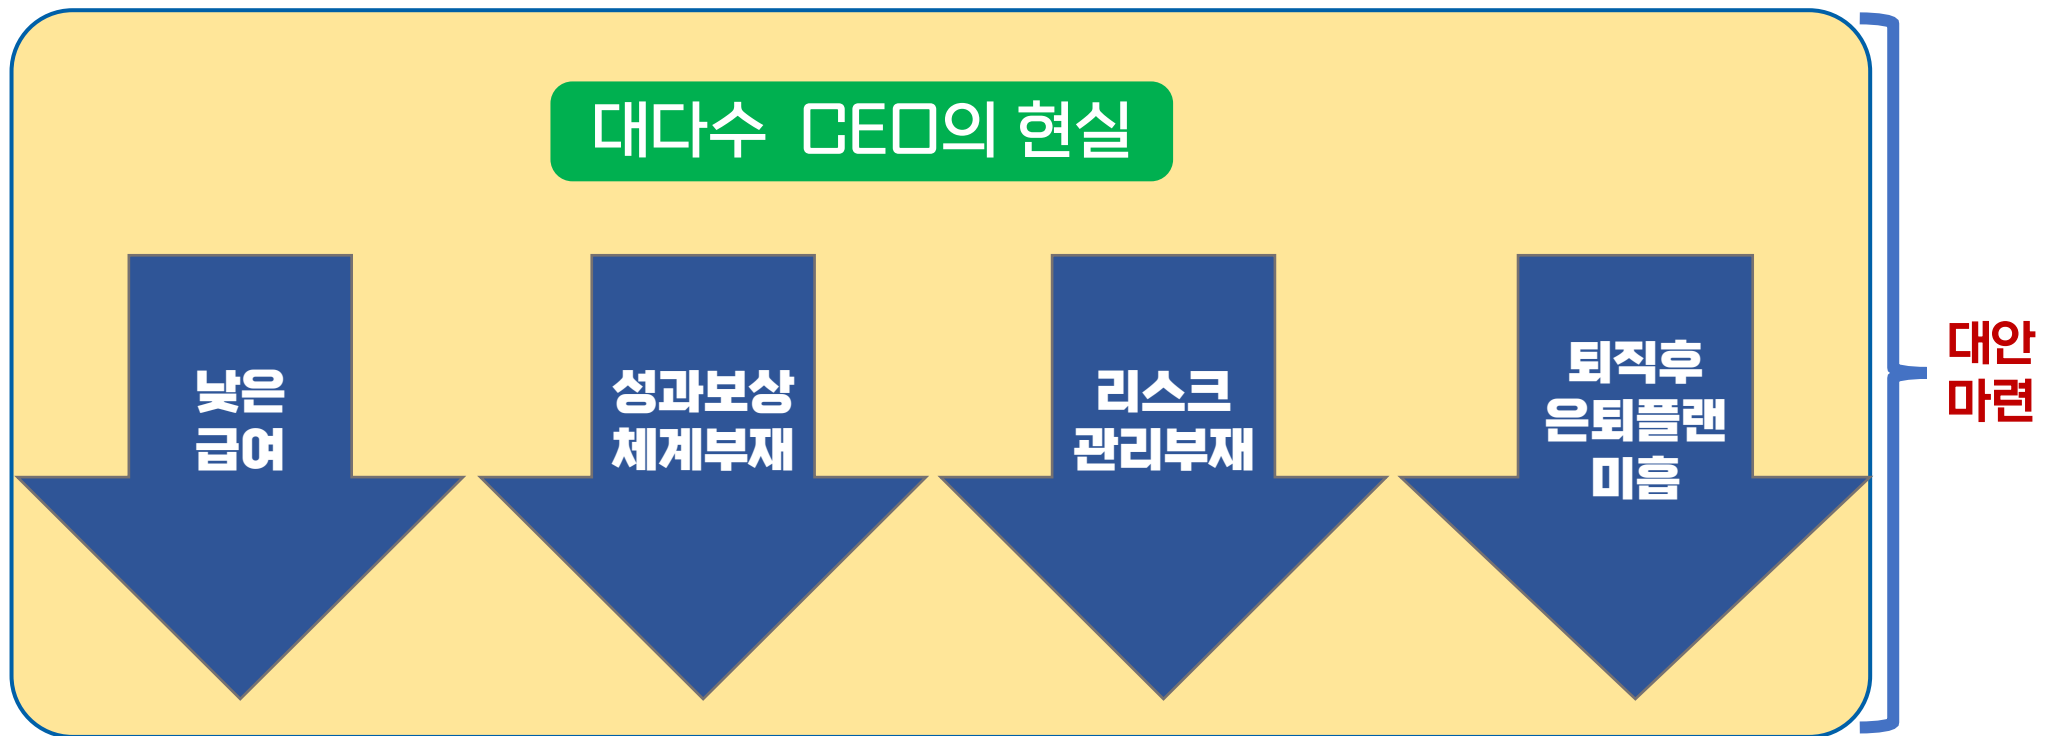 대다수 CEO의 현실
낮은
급여
성과보상
체계부재
리스크
관리부재
퇴직후
은퇴플랜
미흡
대안
마련